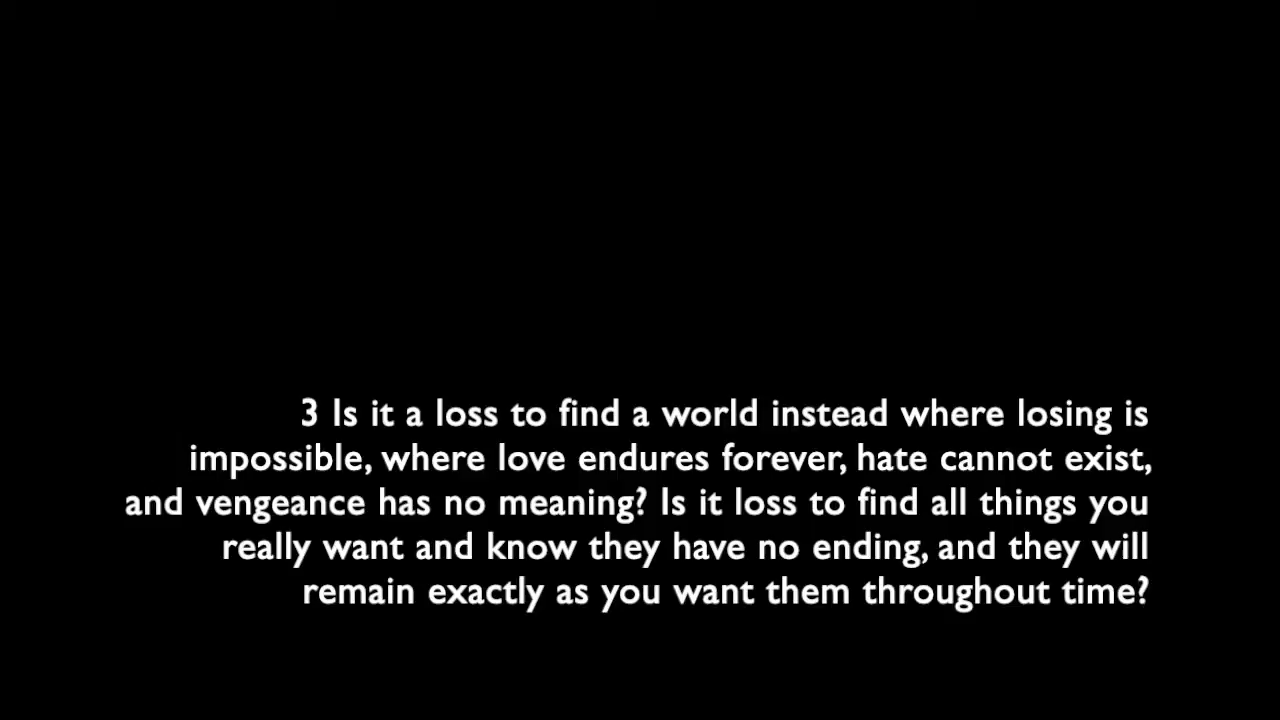 3 Is it a loss to find a world instead where losing is
impossible, where love endures forever, hate cannot exist,
and vengeance has no meaning? Is it loss to find all things you
really want and know they have no ending, and they will
remain exactly as you want them throughout time?